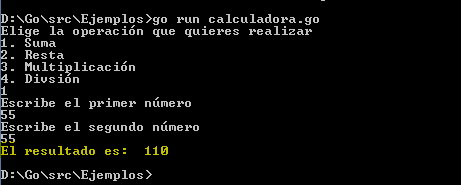 D:\Go\src\Ejemplos>go run calculadora.go
Elige la operación que quieres realizar
1. Suma
2. Resta
3. Multiplicación
4. Divsión
1
Escribe el primer número
55
Escribe el segundo número
55
El resultado es:  110
D:\Go\src\Ejemplos>